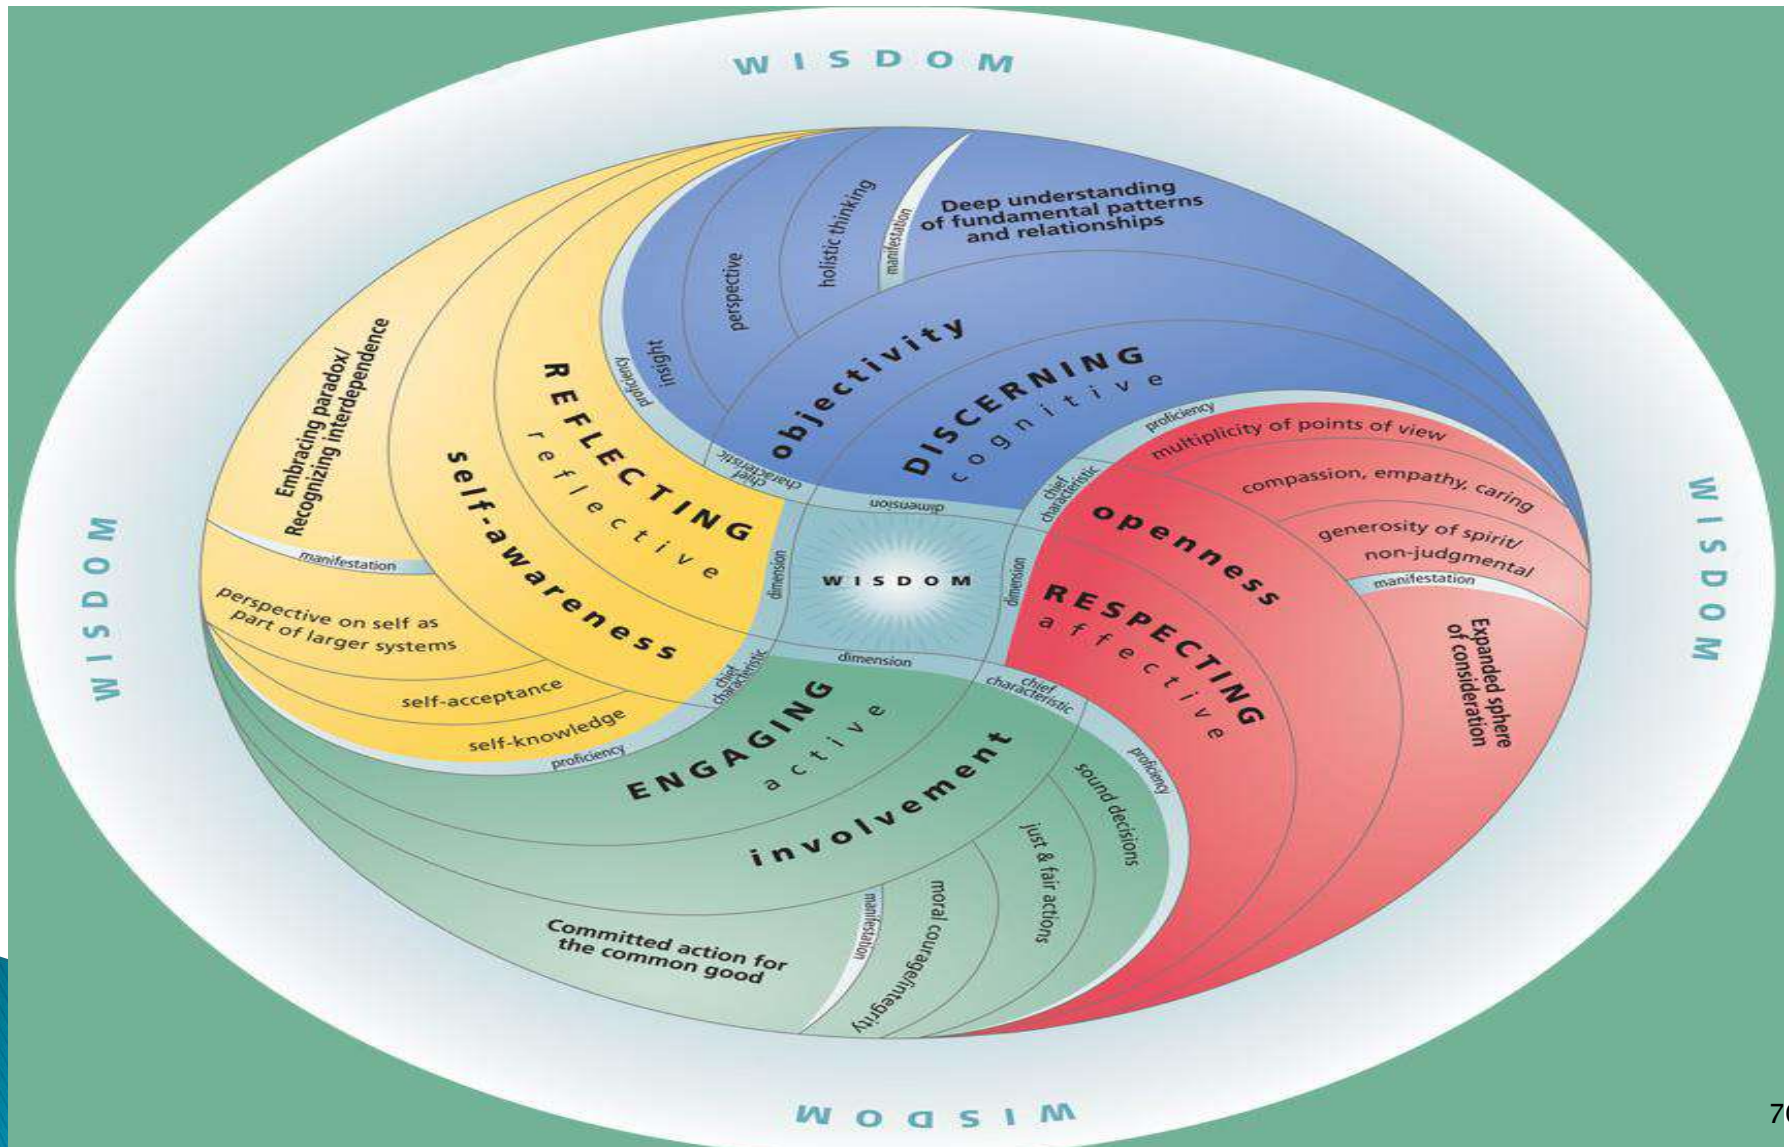 WISDOM
Deep understanding
of fundamental patterns
and relationships
manifestation
holistic thinking
perspective
insight
proficiency
objectivity
chief
characteristic
DISCERNING
cognitive
dimension
proficiency
multiplicity of points of view
compassion, empathy, caring
generosity of spirit/
non-judgmental
manifestation
Expanded sphere
of consideration
chief
characteristic
openness
RESPECTING
affective
dimension
WISDOM
WISDOM
REFLECTING
reflective
dimension
self-awareness
chief
characteristic
Embracing paradox/
Recognizing interdependence
manifestation
perspective on self as
part of larger systems
self-acceptance
self-knowledge
proficiency
WISDOM
dimension
ENGAGING
active
chief
characteristic
involvement
proficiency
sound decisions
just & fair actions
moral courage/integrity
manifestation
Committed action for
the common good
WISDOM